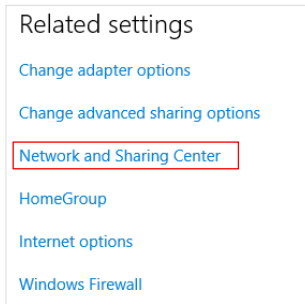 Related settings
Change adapter options
Change advanced sharing options
Network and Sharing Center
HomeGroup
Internet options
Windows Firewall